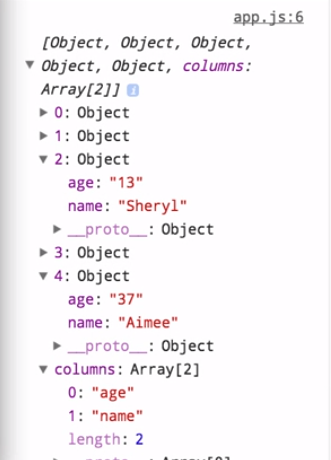 app.js:6
[Object, Object, Object,
Object, Object, columns:
Array[2]]
0: Object
1: Object
2: Object
age: "13"
name: "Sheryl"
__proto__: Object
3: Object
4: Object
age: "37"
name: "Aimee"
__proto__: Object
columns: Array[2]
0: "age"
1: "name"
length: 2